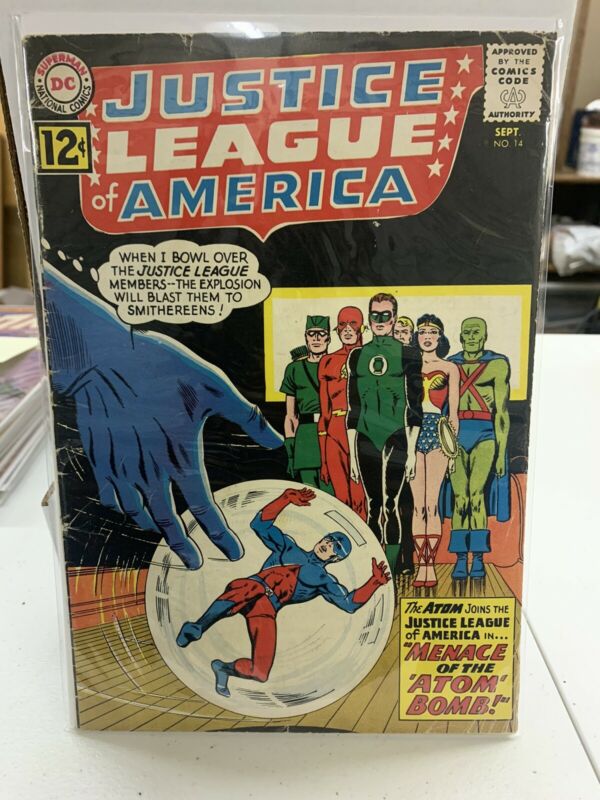 SUPERMAN
DC
NATIONAL COMICS
12¢
JUSTICE
LEAGUE
of AMERICA
APPROVED
BY THE
COMICS
CODE
CA
AUTHORITY
SEPT.
NO. 14
WHEN I BOWL OVER
THE JUSTICE LEAGUE
MEMBERS--THE EXPLOSION
WILL BLAST THEM TO
SMITHEREENS!
The ATOM JOINS THE
JUSTICE LEAGUE
of AMERICA IN...
"MENACE
OF THE
'ATOM'
BOMB!"